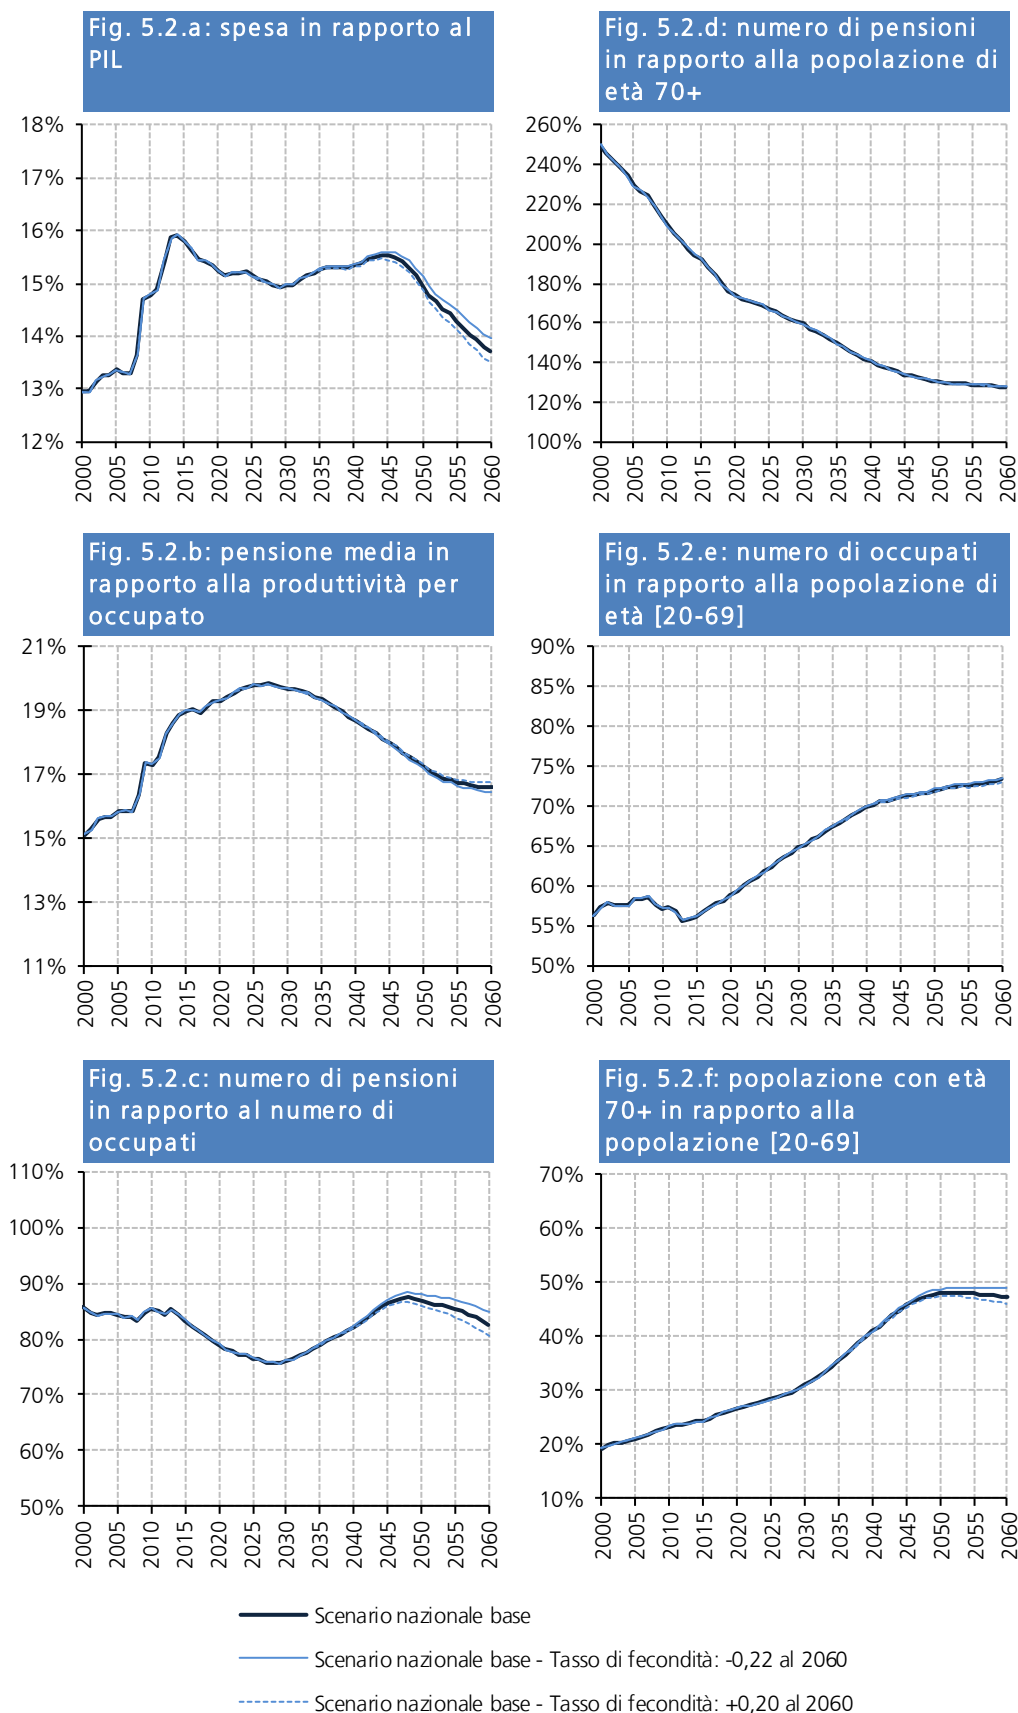 Fig. 5.2.a: spesa in rapporto al
PIL
18%
17%
16%
15%
14%
13%
12%
2000 2005 2010 2015 2020 2025 2030 2035 2040 2045 2050 2055 2060
Fig. 5.2.d: numero di pensioni
in rapporto alla popolazione di
età 70+
260%
240%
220%
200%
180%
160%
140%
120%
100%
2000 2005 2010 2015 2020 2025 2030 2035 2040 2045 2050 2055 2060
Fig. 5.2.b: pensione media in
rapporto alla produttività per
occupato
21%
19%
17%
15%
13%
11%
2000 2005 2010 2015 2020 2025 2030 2035 2040 2045 2050 2055 2060
Fig. 5.2.e: numero di occupati
in rapporto alla popolazione di
età [20-69]
90%
85%
80%
75%
70%
65%
60%
55%
50%
2000 2005 2010 2015 2020 2025 2030 2035 2040 2045 2050 2055 2060
Fig. 5.2.c: numero di pensioni
in rapporto al numero di
occupati
110%
100%
90%
80%
70%
60%
50%
2000 2005 2010 2015 2020 2025 2030 2035 2040 2045 2050 2055 2060
Fig. 5.2.f: popolazione con età
70+ in rapporto alla
popolazione [20-69]
70%
60%
50%
40%
30%
20%
10%
2000 2005 2010 2015 2020 2025 2030 2035 2040 2045 2050 2055 2060
Scenario nazionale base
Scenario nazionale base - Tasso di fecondità: -0,22 al 2060
Scenario nazionale base - Tasso di fecondità: +0,20 al 2060